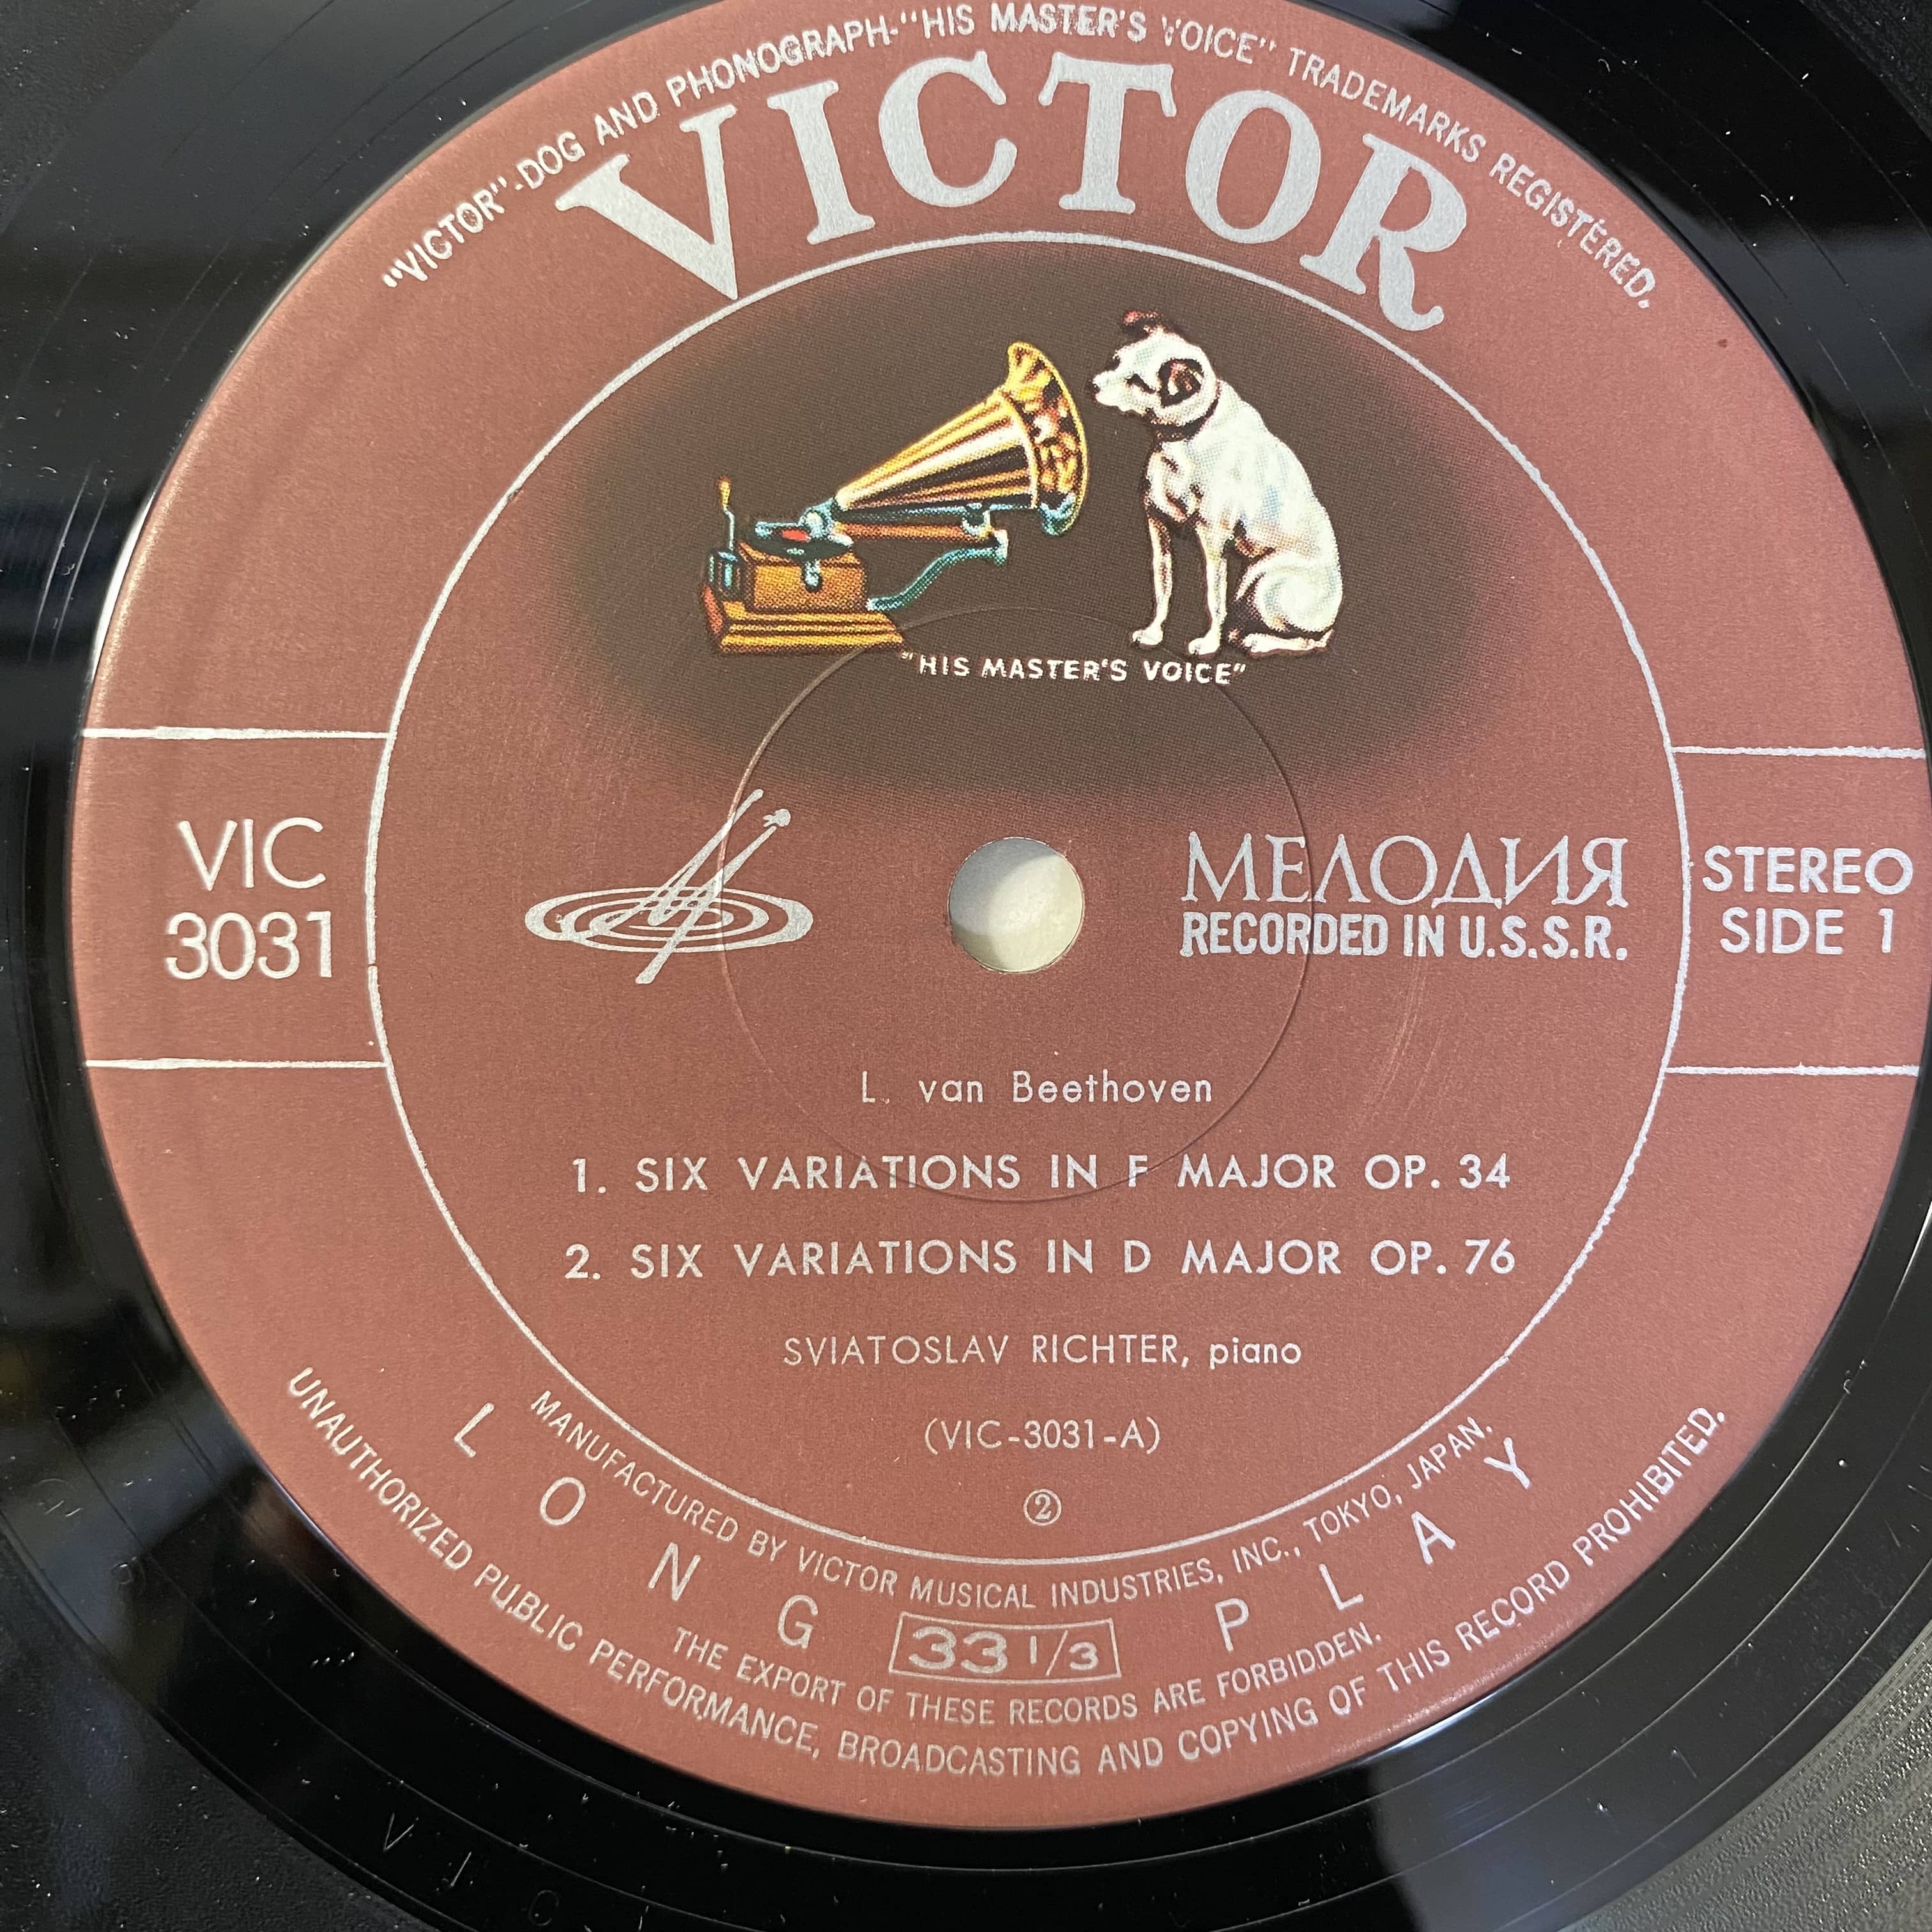 "VICTOR"-DOG AND PHONOGRAPH-"HIS MASTER'S VOICE" TRADEMARKS REGISTERED.
VICTOR
"HIS MASTER'S VOICE"
VIC
3031
МЕЛОДИЯ
RECORDED IN U.S.S.R.
STEREO
SIDE 1
L. van Beethoven
1. SIX VARIATIONS IN F MAJOR OP. 34
2. SIX VARIATIONS IN D MAJOR OP. 76
SVIATOSLAV RICHTER, piano
(VIC-3031-A)
②
MANUFACTURED BY VICTOR MUSICAL INDUSTRIES, INC., TOKYO, JAPAN.
LONG 33 1/3 PLAY
THE EXPORT OF THESE RECORDS ARE FORBIDDEN.
UNAUTHORIZED PUBLIC PERFORMANCE, BROADCASTING AND COPYING OF THIS RECORD PROHIBITED.